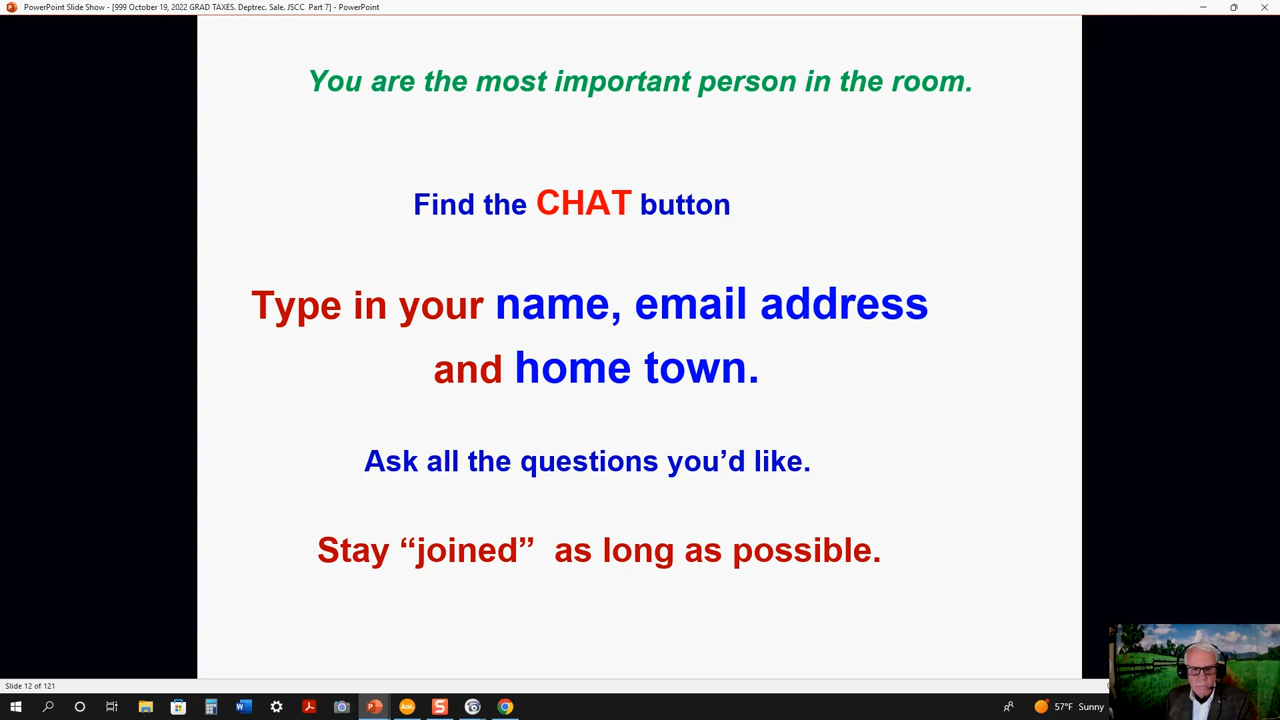 PowerPoint Slide Show - [999 October 19, 2022 GRAD TAXES. Deptrec. Sale. JSCC Part 7] - PowerPoint
You are the most important person in the room.
Find the CHAT button
Type in your name, email address
and home town.
Ask all the questions you’d like.
Stay “joined” as long as possible.
Slide 12 of 121
Aol.
57°F Sunny